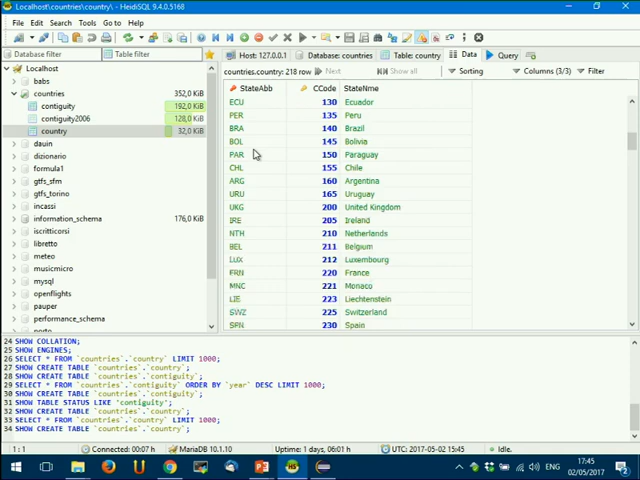 Localhost\countries\country\ - HeidiSQL 9.4.0.5168
File Edit Search Tools Go to Help
Database filter Table filter Host: 127.0.0.1 Database: countries Table: country Data Query
Localhost
babs
countries 352,0 KiB
contiguity 192,0 KiB
contiguity2006 128,0 KiB
country 32,0 KiB
dauin
dizionario
formula1
gtfs_sfm
gtfs_torino
incassi
information_schema 176,0 KiB
iscritticorsi
libretto
meteo
musicmicro
mysql
openflights
pauper
performance_schema
porto
countries.country: 218 row Next Show all Sorting Columns (3/3) Filter
StateAbb CCode StateNme
ECU 130 Ecuador
PER 135 Peru
BRA 140 Brazil
BOL 145 Bolivia
PAR 150 Paraguay
CHL 155 Chile
ARG 160 Argentina
URU 165 Uruguay
UKG 200 United Kingdom
IRE 205 Ireland
NTH 210 Netherlands
BEL 211 Belgium
LUX 212 Luxembourg
FRN 220 France
MNC 221 Monaco
LIE 223 Liechtenstein
SWZ 225 Switzerland
SPN 230 Spain
24 SHOW COLLATION;
25 SHOW ENGINES;
26 SELECT * FROM `countries`.`country` LIMIT 1000;
27 SHOW CREATE TABLE `countries`.`country`;
28 SHOW CREATE TABLE `countries`.`contiguity`;
29 SELECT * FROM `countries`.`contiguity` ORDER BY `year` DESC LIMIT 1000;
30 SHOW CREATE TABLE `countries`.`contiguity`;
31 SHOW TABLE STATUS LIKE 'contiguity';
32 SHOW CREATE TABLE `countries`.`country`;
33 SELECT * FROM `countries`.`country` LIMIT 1000;
34 SHOW CREATE TABLE `countries`.`country`;
1 : 1 Connected: 00:07 h MariaDB 10.1.10 Uptime: 1 days, 06:01 h UTC: 2017-05-02 15:45 Idle.
17:45
02/05/2017